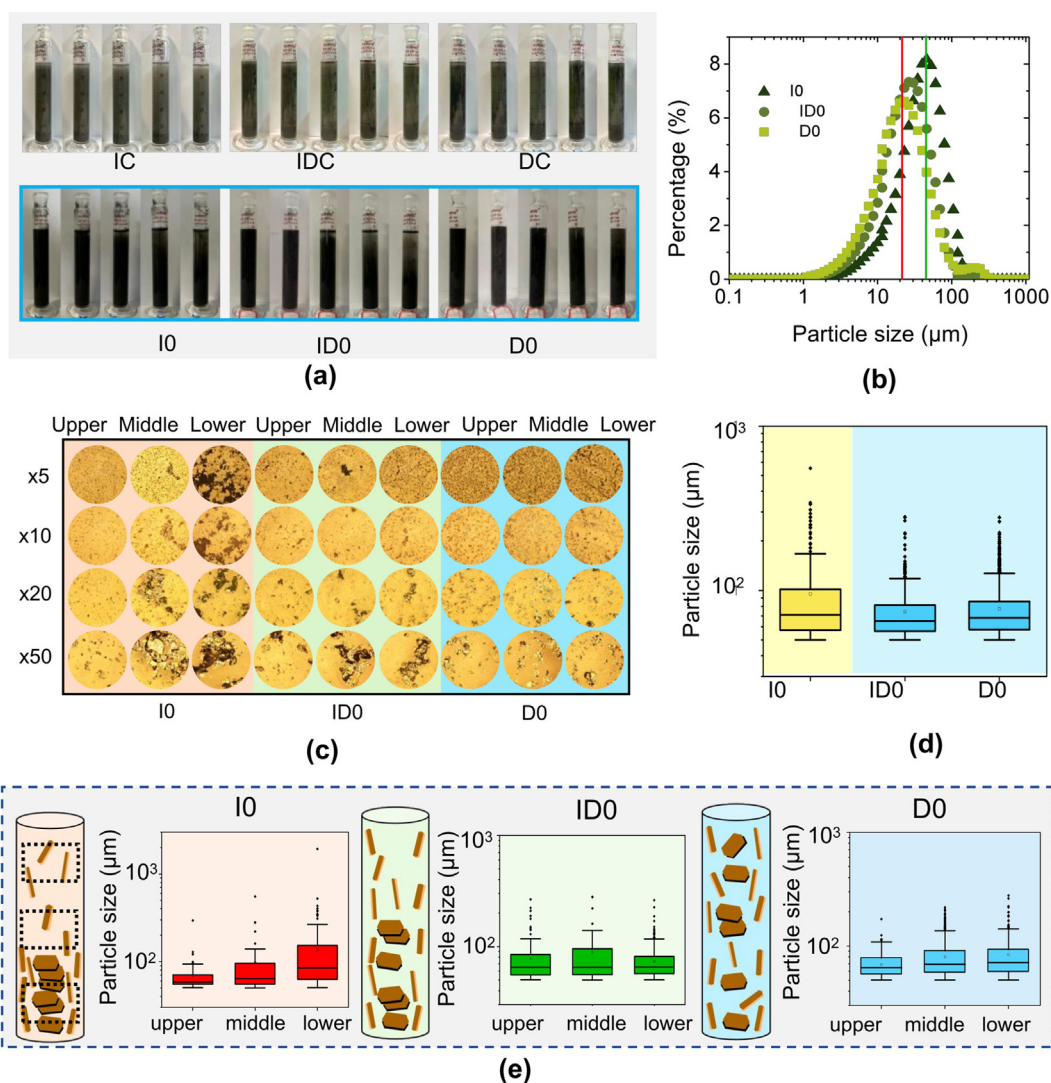 IC IDC DC
I0 ID0 D0
(a)
8
6
4
2
0
Percentage (%)
I0
ID0
D0
0.1 1 10 100 1000
Particle size (μm)
(b)
Upper Middle Lower Upper Middle Lower Upper Middle Lower
x5
x10
x20
x50
I0 ID0 D0
(c)
10³
10²
Particle size (μm)
I0 ID0 D0
(d)
I0 ID0 D0
Particle size (μm)
10³
10²
upper middle lower
Particle size (μm)
10³
10²
upper middle lower
Particle size (μm)
10³
10²
upper middle lower
(e)